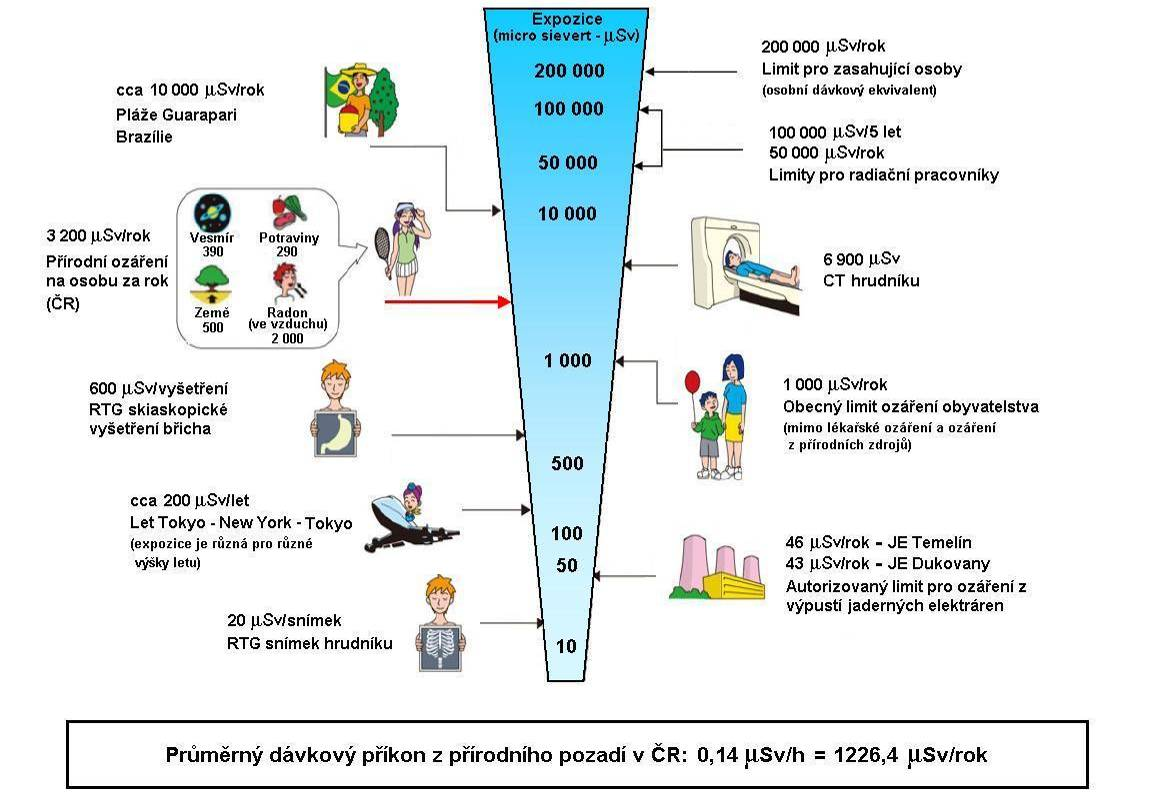 Expozice
(micro sievert - µSv)
200 000
100 000
50 000
10 000
1 000
500
100
50
10
cca 10 000 µSv/rok
Pláže Guarapari
Brazílie
3 200 µSv/rok
Přírodní ozáření
na osobu za rok
(ČR)
Vesmír
390
Potraviny
290
Země
500
Radon
(ve vzduchu)
2 000
600 µSv/vyšetření
RTG skiaskopické
vyšetření břicha
cca 200 µSv/let
Let Tokyo - New York - Tokyo
(expozice je různá pro různé
výšky letu)
20 µSv/snímek
RTG snímek hrudníku
200 000 µSv/rok
Limit pro zasahující osoby
(osobní dávkový ekvivalent)
100 000 µSv/5 let
50 000 µSv/rok
Limity pro radiační pracovníky
6 900 µSv
CT hrudníku
1 000 µSv/rok
Obecný limit ozáření obyvatelstva
(mimo lékařské ozáření a ozáření
z přírodních zdrojů)
46 µSv/rok - JE Temelín
43 µSv/rok - JE Dukovany
Autorizovaný limit pro ozáření z
výpustí jaderných elektráren
Průměrný dávkový příkon z přírodního pozadí v ČR: 0,14 µSv/h = 1226,4 µSv/rok